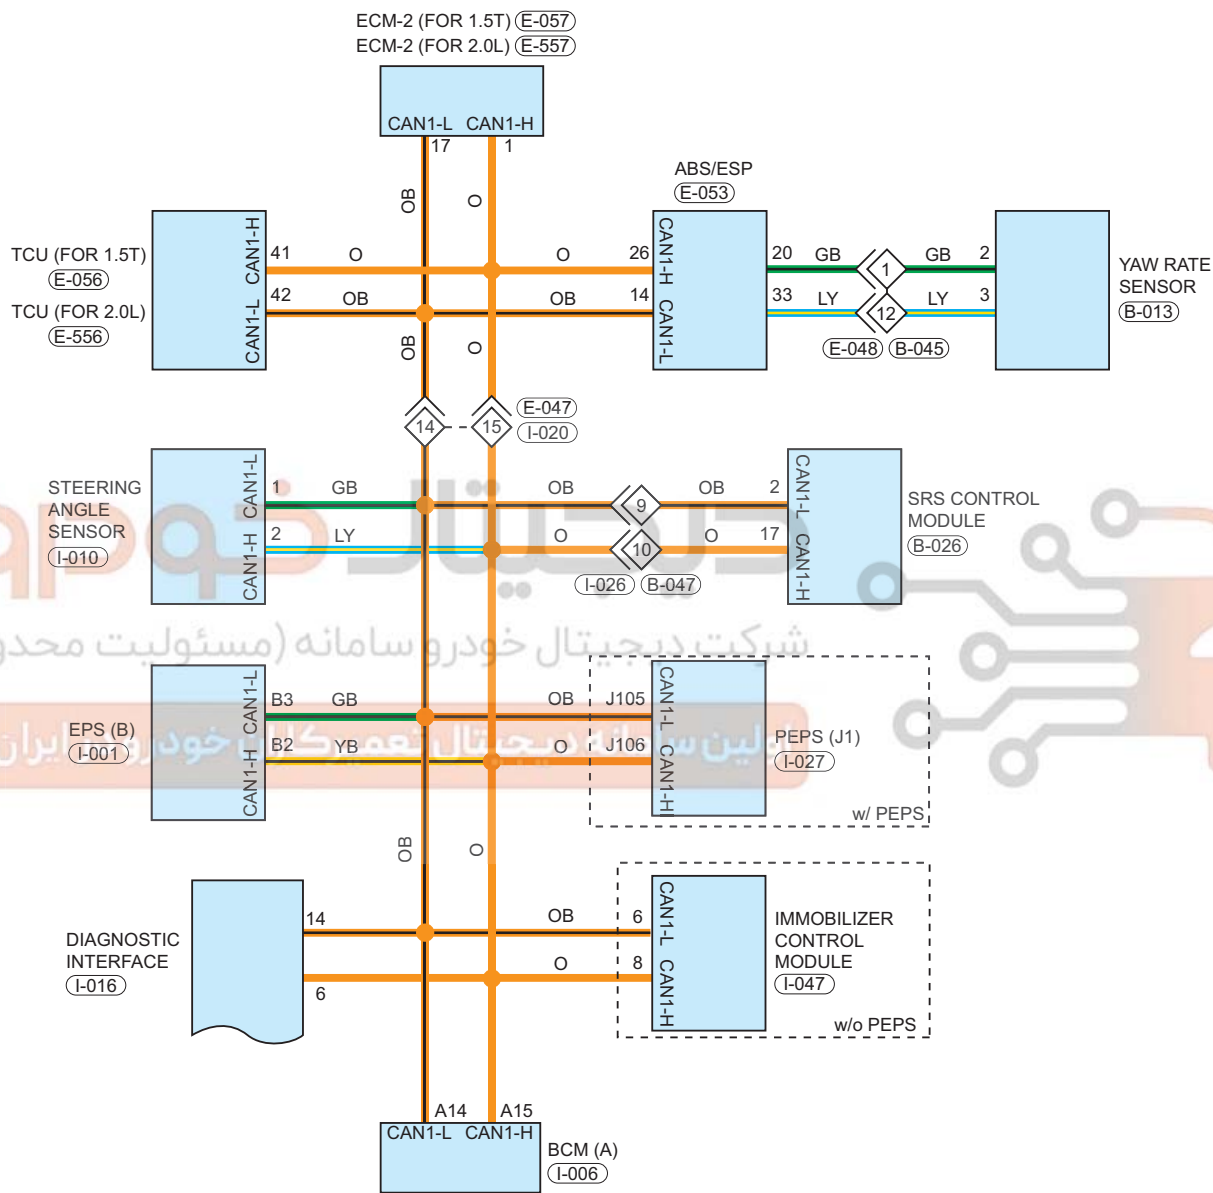 ECM-2 (FOR 1.5T) E-057
ECM-2 (FOR 2.0L) E-557
CAN1-L CAN1-H
17 1
OB O
ABS/ESP
E-053
TCU (FOR 1.5T)
E-056
TCU (FOR 2.0L)
E-556
CAN1-H
CAN1-L
41 O O 26
42 OB OB 14
CAN1-H
CAN1-L
20 GB 1 GB 2
33 LY 12 LY 3
E-048 B-045
YAW RATE
SENSOR
B-013
OB O
14 15
E-047
I-020
STEERING
ANGLE
SENSOR
I-010
CAN1-L
CAN1-H
1 GB OB 9 OB 2
2 LY O 10 O 17
I-026 B-047
CAN1-L
CAN1-H
SRS CONTROL
MODULE
B-026
دیجیتال خودرو
شرکت دیجیتال خودرو سامانه (مسئولیت محدو
اولین سامانه دیجیتال تعمیرکاران خودرو در ایران
EPS (B)
I-001
CAN1-L
CAN1-H
B3 GB OB J105
B2 YB O J106
CAN1-L
CAN1-HI
PEPS (J1)
I-027
w/ PEPS
OB O
DIAGNOSTIC
INTERFACE
I-016
14 OB 6
6 O 8
CAN1-L
CAN1-H
IMMOBILIZER
CONTROL
MODULE
I-047
w/o PEPS
A14 A15
CAN1-L CAN1-H
BCM (A)
I-006